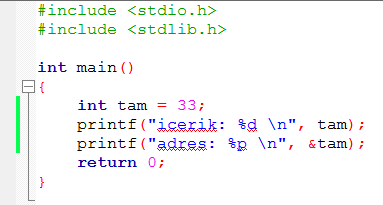 #include <stdio.h>
#include <stdlib.h>
int main()
{
int tam = 33;
printf("icerik: %d \n", tam);
printf("adres: %p \n", &tam);
return 0;
}